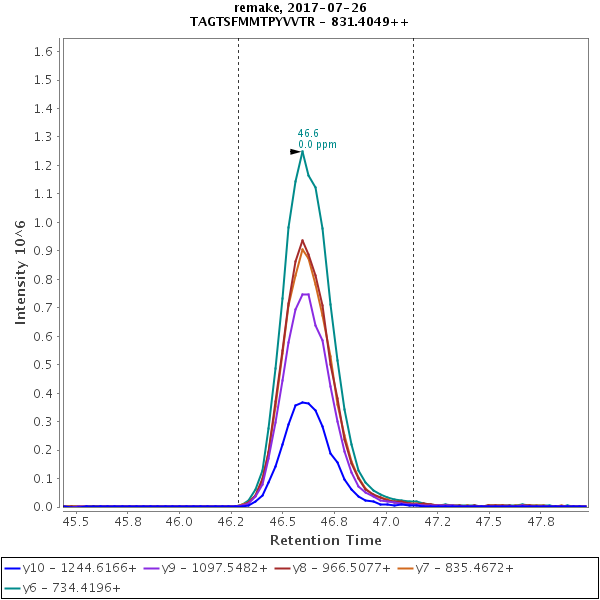 remake, 2017-07-26
TAGTSFMMTPYVVTR - 831.4049++
46.6
0.0 ppm
1.6
1.5
1.4
1.3
1.2
1.1
1.0
0.9
0.8
0.7
0.6
0.5
0.4
0.3
0.2
0.1
0.0
Intensity 10^6
45.5 45.8 46.0 46.2 46.5 46.8 47.0 47.2 47.5 47.8
Retention Time
y10 - 1244.6166+ y9 - 1097.5482+ y8 - 966.5077+ y7 - 835.4672+
y6 - 734.4196+